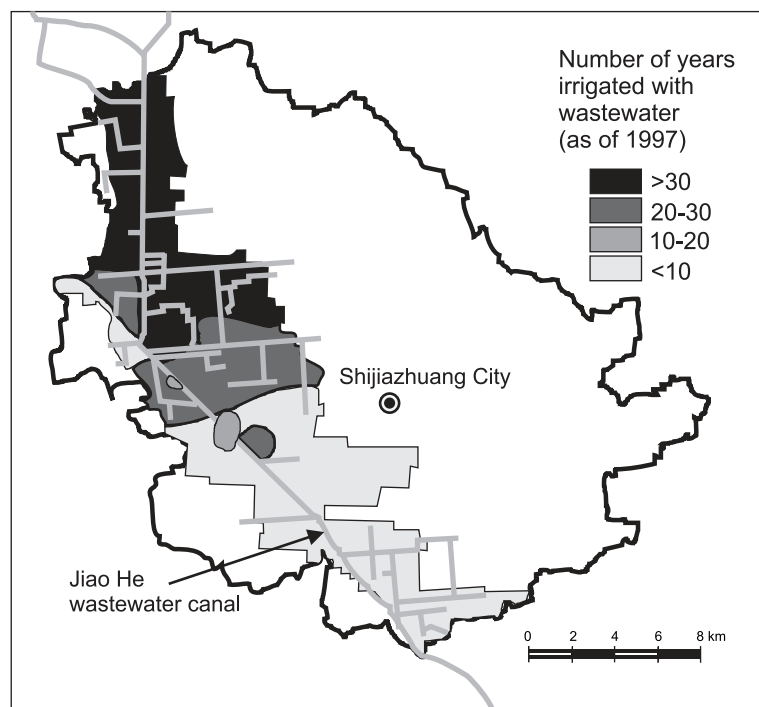 Number of years
irrigated with
wastewater
(as of 1997)
>30
20-30
10-20
<10
Shijiazhuang City
Jiao He
wastewater canal
0 2 4 6 8 km